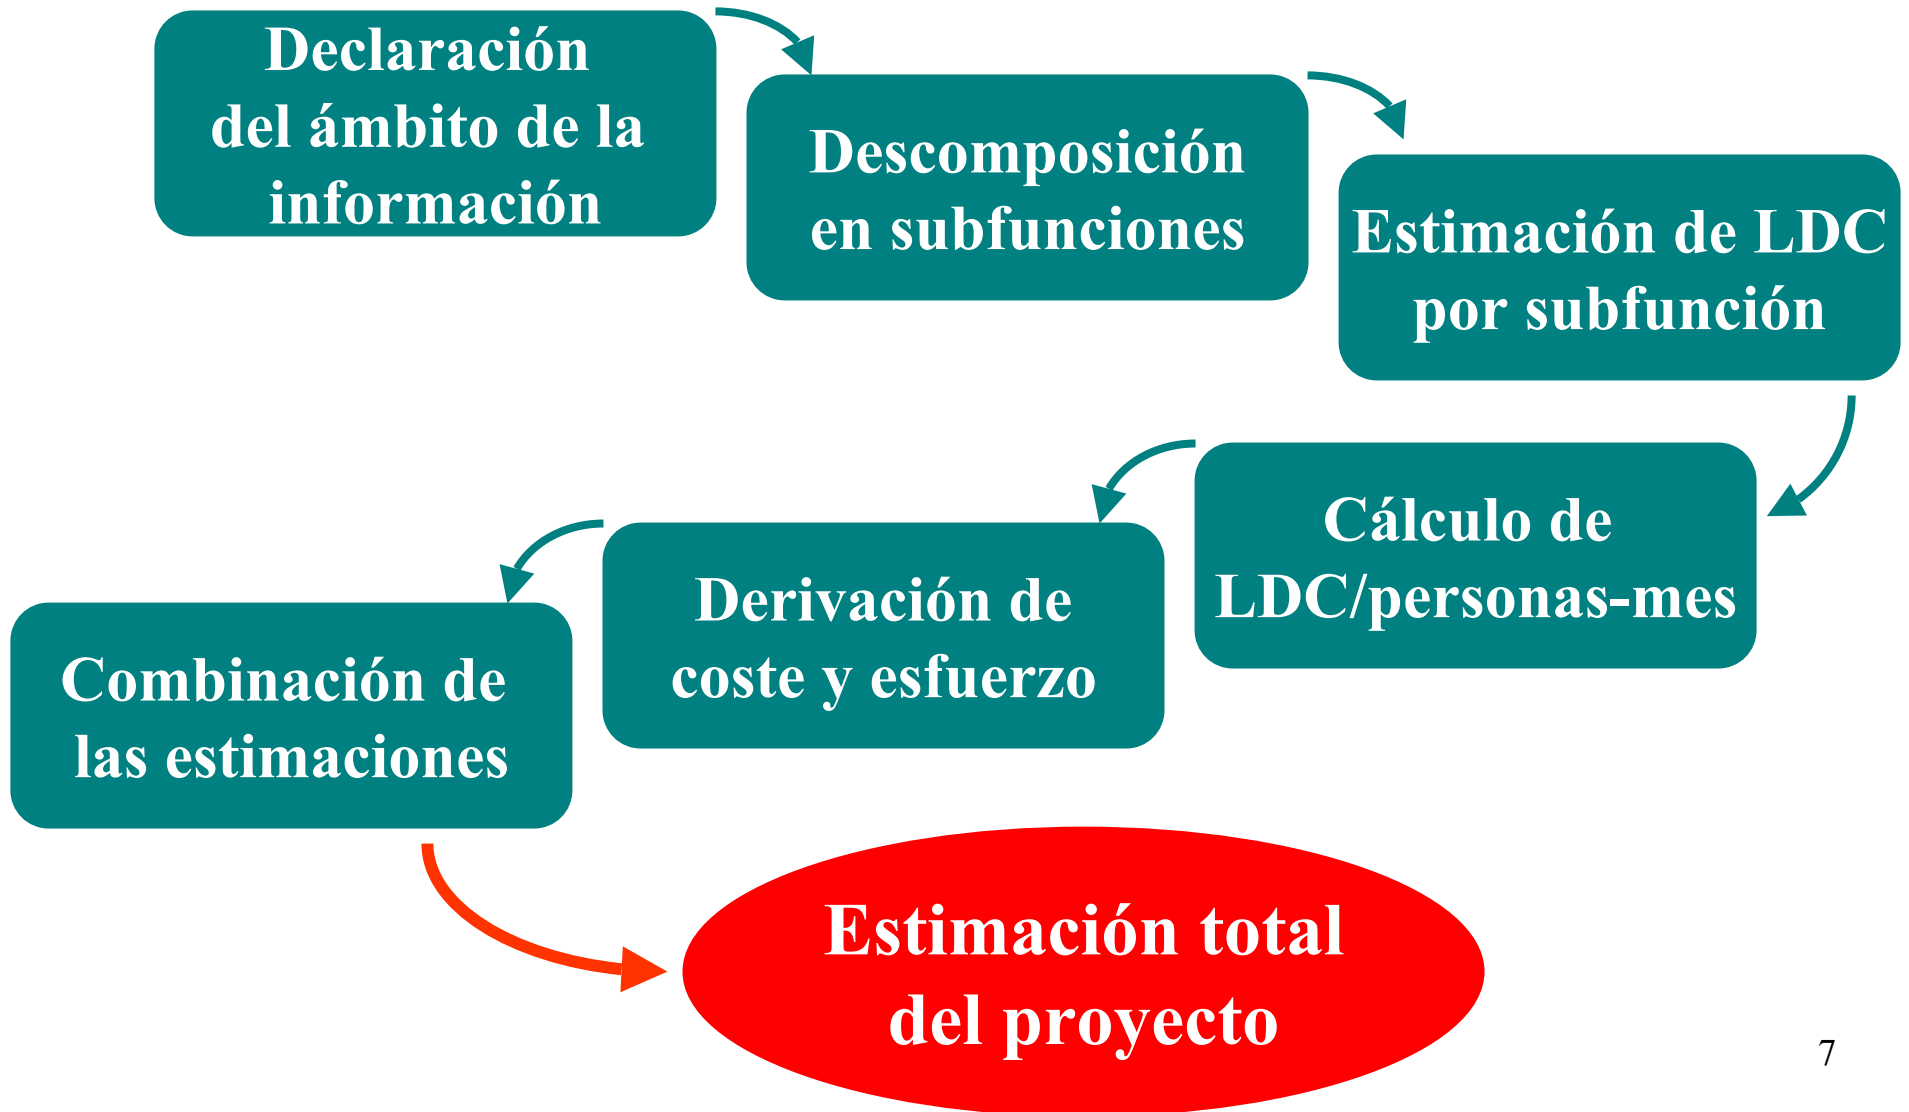 Declaración
del ámbito de la
información
Descomposición
en subfunciones
Estimación de LDC
por subfunción
Cálculo de
LDC/personas-mes
Derivación de
coste y esfuerzo
Combinación de
las estimaciones
Estimación total
del proyecto
7